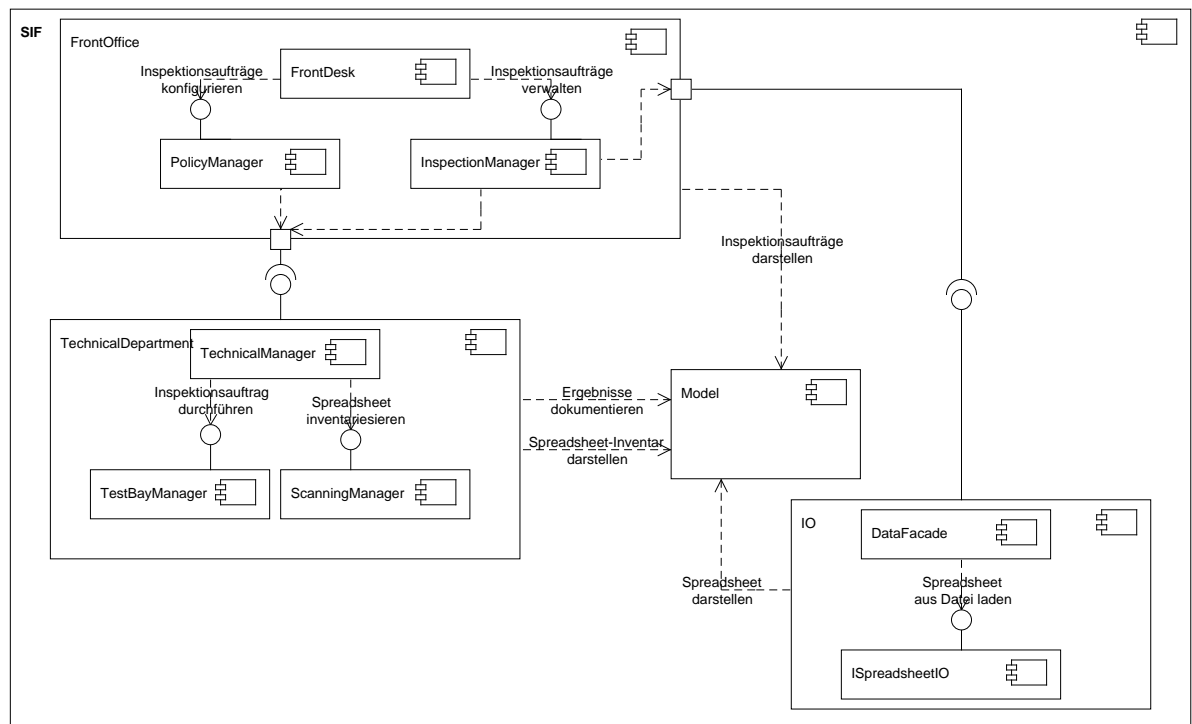 SIF
FrontOffice
FrontDesk
Inspektionsaufträge
konfigurieren
Inspektionsaufträge
verwalten
PolicyManager
InspectionManager
Inspektionsaufträge
darstellen
TechnicalDepartment
TechnicalManager
Inspektionsauftrag
durchführen
Spreadsheet
inventariesieren
TestBayManager
ScanningManager
Ergebnisse
dokumentieren
Spreadsheet-Inventar
darstellen
Model
Spreadsheet
darstellen
IO
DataFacade
Spreadsheet
aus Datei laden
ISpreadsheetIO